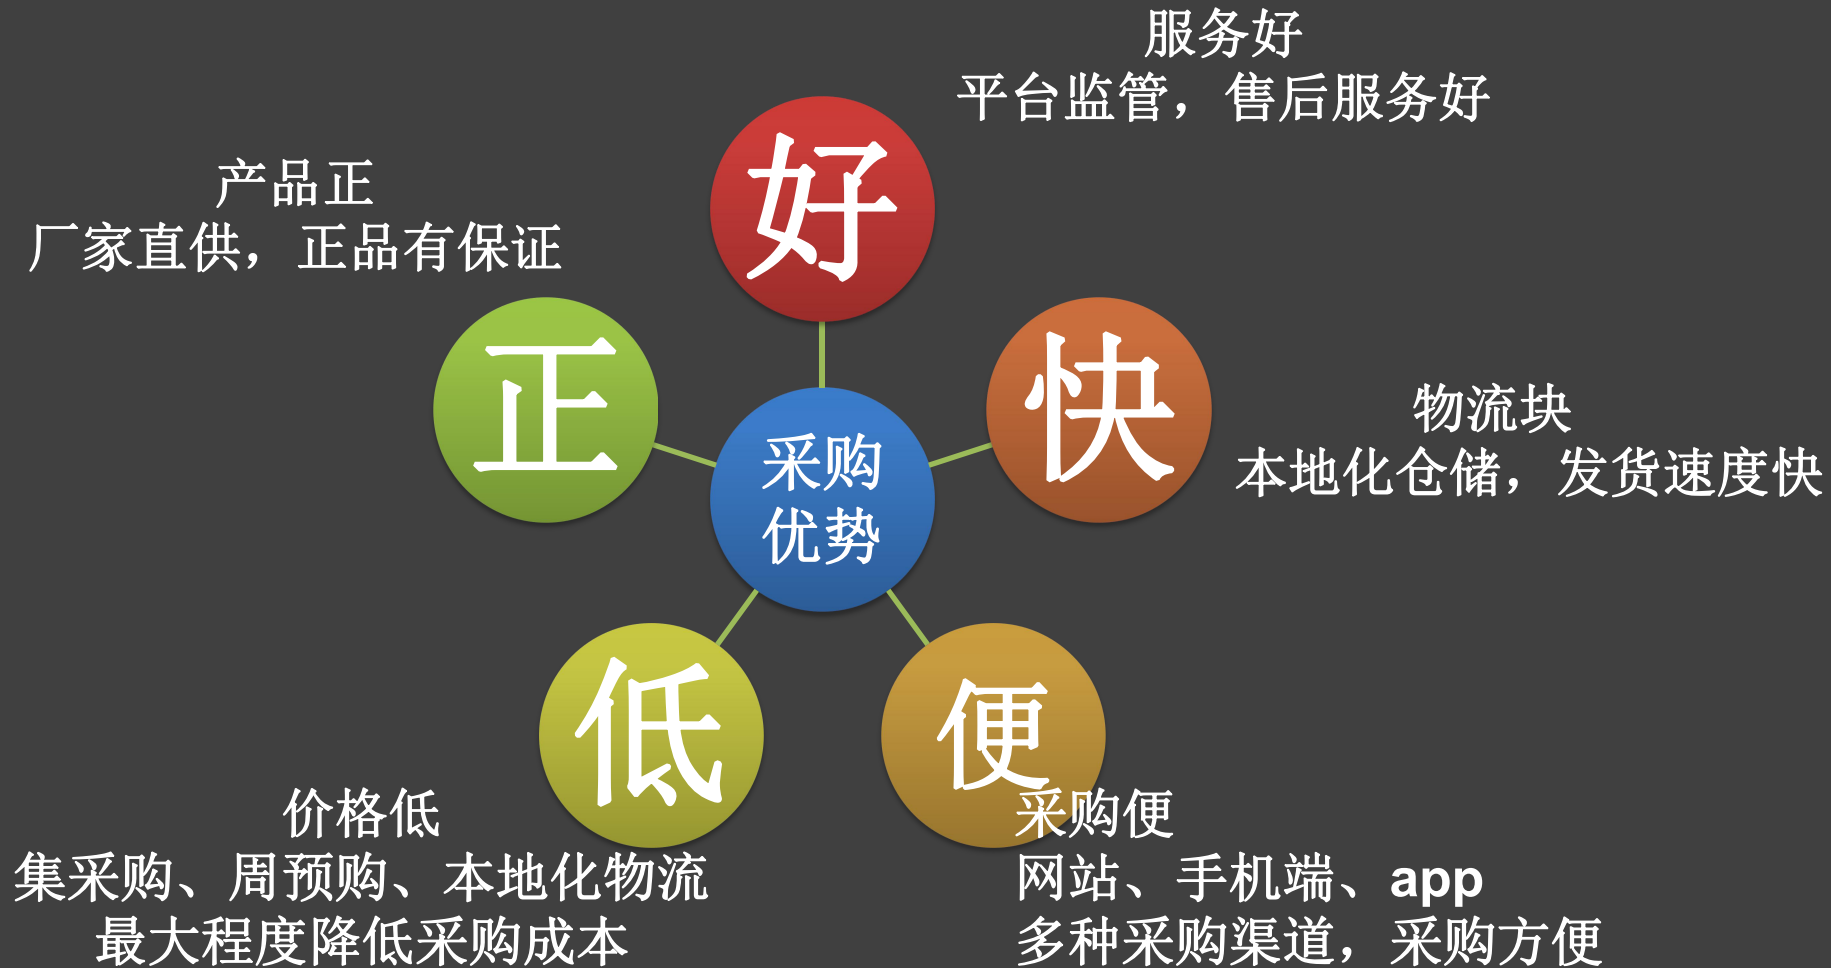 服务好
平台监管，售后服务好
好
产品正
厂家直供，正品有保证
正
快
物流块
本地化仓储，发货速度快
采购
优势
低
价格低
集采购、周预购、本地化物流
最大程度降低采购成本
便
采购便
网站、手机端、app
多种采购渠道，采购方便